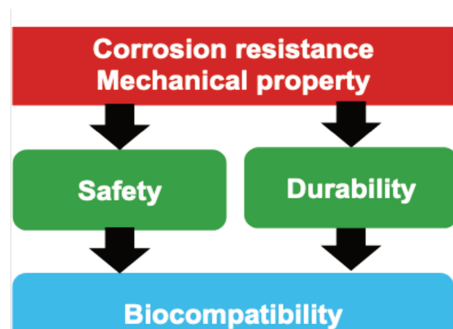 Corrosion resistance
Mechanical property
Safety
Durability
Biocompatibility